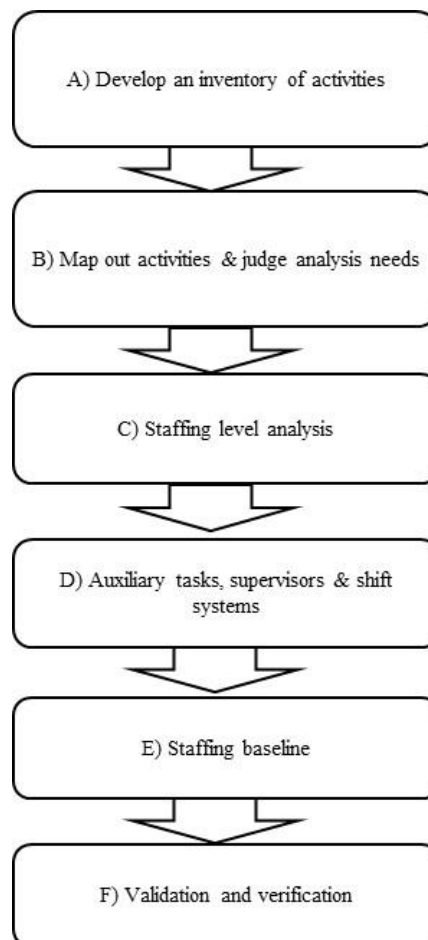 A) Develop an inventory of activities
B) Map out activities & judge analysis needs
C) Staffing level analysis
D) Auxiliary tasks, supervisors & shift
systems
E) Staffing baseline
F) Validation and verification